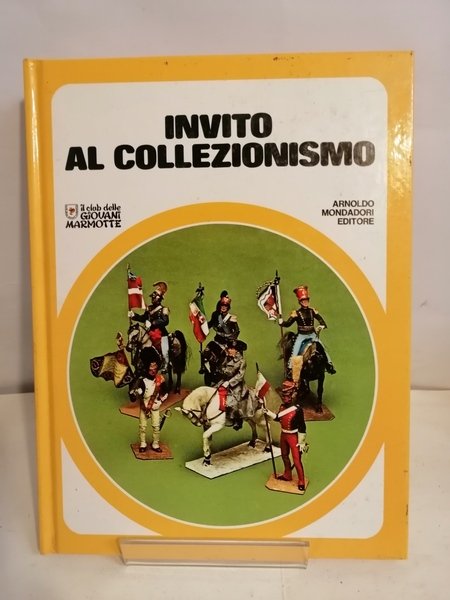 INVITO
AL COLLEZIONISMO
il club delle
GIOVANI
MARMOTTE
ARNOLDO
MONDADORI
EDITORE